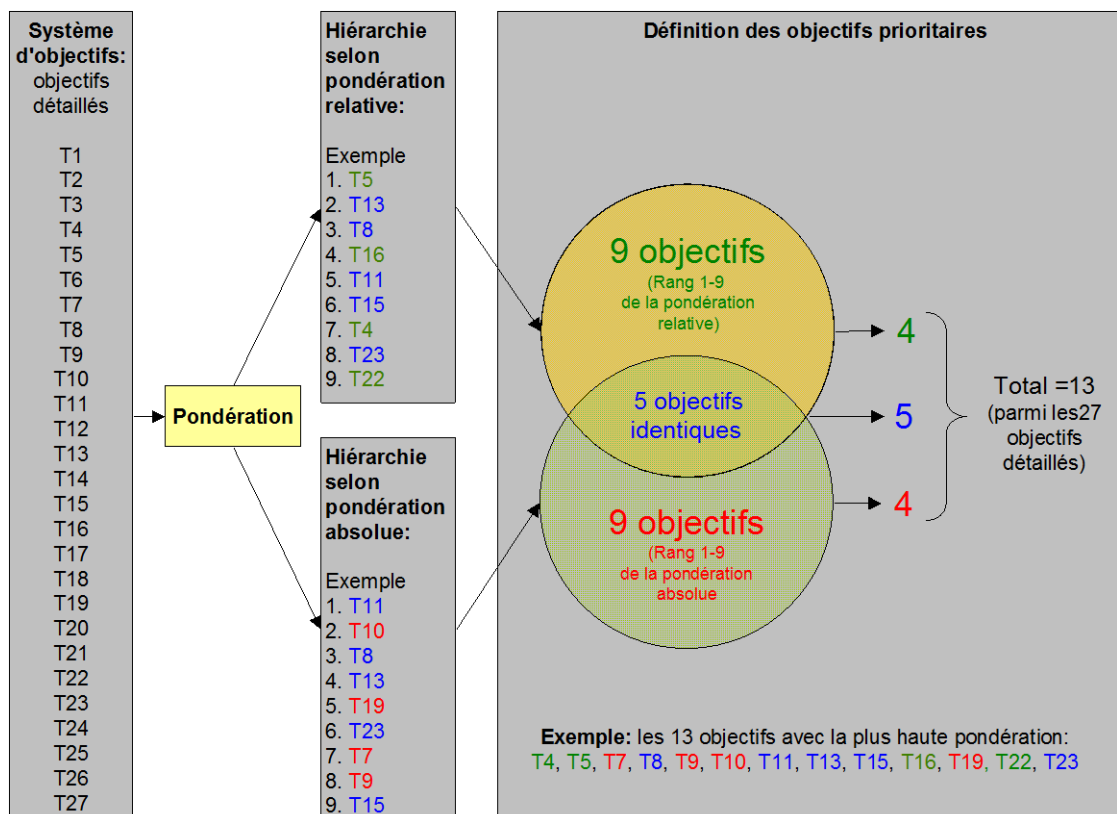 Système
d'objectifs:
objectifs
détaillés
T1
T2
T3
T4
T5
T6
T7
T8
T9
T10
T11
T12
T13
T14
T15
T16
T17
T18
T19
T20
T21
T22
T23
T24
T25
T26
T27
Pondération
Hiérarchie
selon
pondération
relative:
Exemple
1. T5
2. T13
3. T8
4. T16
5. T11
6. T15
7. T4
8. T23
9. T22
Hiérarchie
selon
pondération
absolue:
Exemple
1. T11
2. T10
3. T8
4. T13
5. T19
6. T23
7. T7
8. T9
9. T15
Définition des objectifs prioritaires
9 objectifs
(Rang 1-9
de la pondération
relative)
5 objectifs
identiques
9 objectifs
(Rang 1-9
de la pondération
absolue
4
5
4
Total =13
(parmi les27
objectifs
détaillés)
Exemple: les 13 objectifs avec la plus haute pondération:
T4, T5, T7, T8, T9, T10, T11, T13, T15, T16, T19, T22, T23